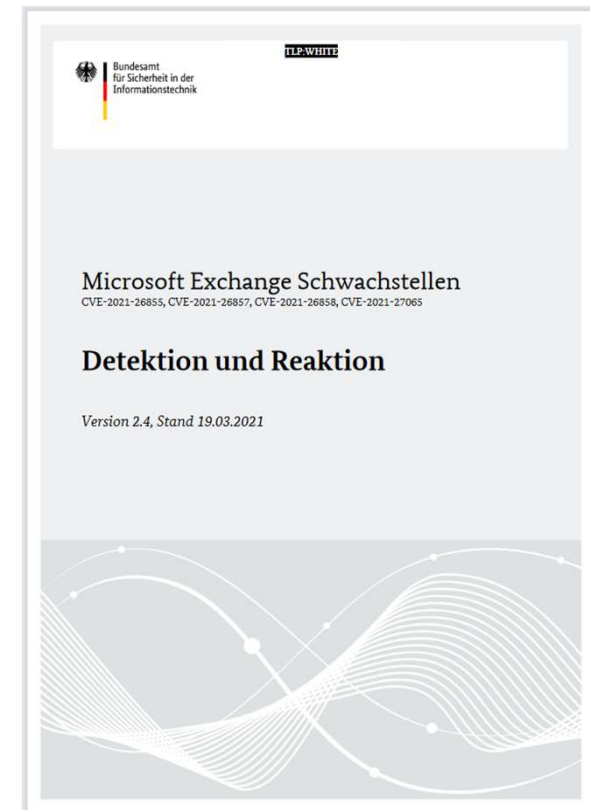 TLP:WHITE
Bundesamt
für Sicherheit in der
Informationstechnik
Microsoft Exchange Schwachstellen
CVE-2021-26855, CVE-2021-26857, CVE-2021-26858, CVE-2021-27065
Detektion und Reaktion
Version 2.4, Stand 19.03.2021